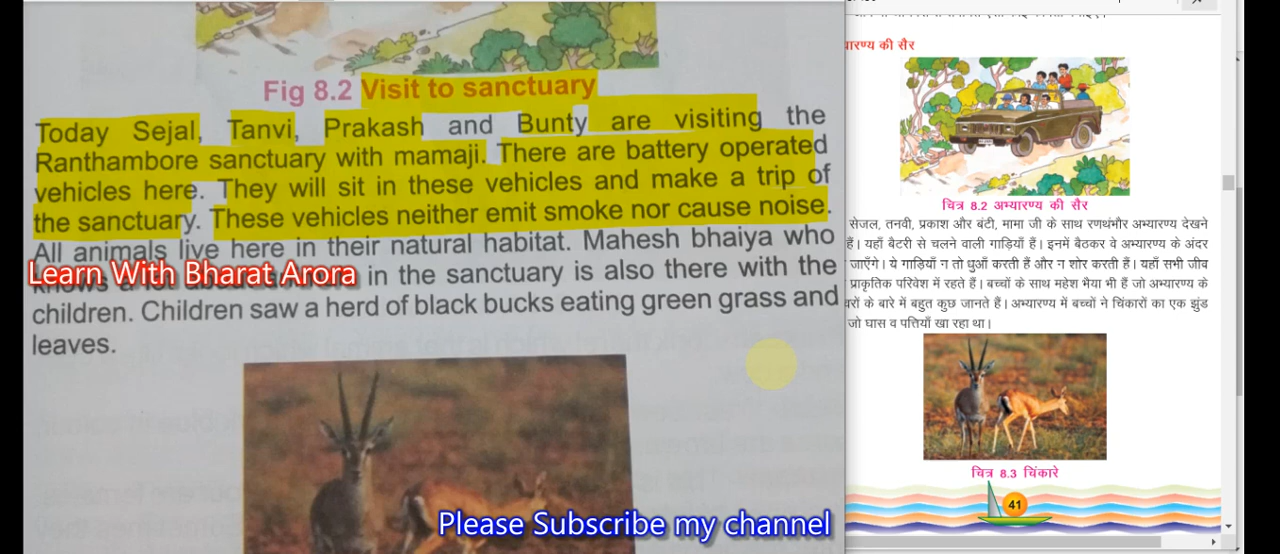 Fig 8.2 Visit to sanctuary
Today Sejal, Tanvi, Prakash and Bunty are visiting the
Ranthambore sanctuary with mamaji. There are battery operated
vehicles here. They will sit in these vehicles and make a trip of
the sanctuary. These vehicles neither emit smoke nor cause noise.
All animals live here in their natural habitat. Mahesh bhaiya who
Learn With Bharat Arora in the sanctuary is also there with the
children. Children saw a herd of black bucks eating green grass and
leaves.
Please Subscribe my channel
की सैर
चित्र 8.2 अभ्यारण्य की सैर
सेजल, तनवी, प्रकाश और बंटी, मामा जी के साथ रणथंभौर अभ्यारण्य देखने
हैं। यहाँ बैटरी से चलने वाली गाड़ियाँ हैं। इनमें बैठकर वे अभ्यारण्य के अंदर
जाएँगे। ये गाड़ियाँ न तो धुआँ करती हैं और न शोर करती हैं। यहाँ सभी जीव
प्राकृतिक परिवेश में रहते हैं। बच्चों के साथ महेश भैया भी हैं जो अभ्यारण्य के
के बारे में बहुत कुछ जानते हैं। अभ्यारण्य में बच्चों ने चिंकारों का एक झुंड
जो घास व पत्तियाँ खा रहा था।
चित्र 8.3 चिंकारे
41